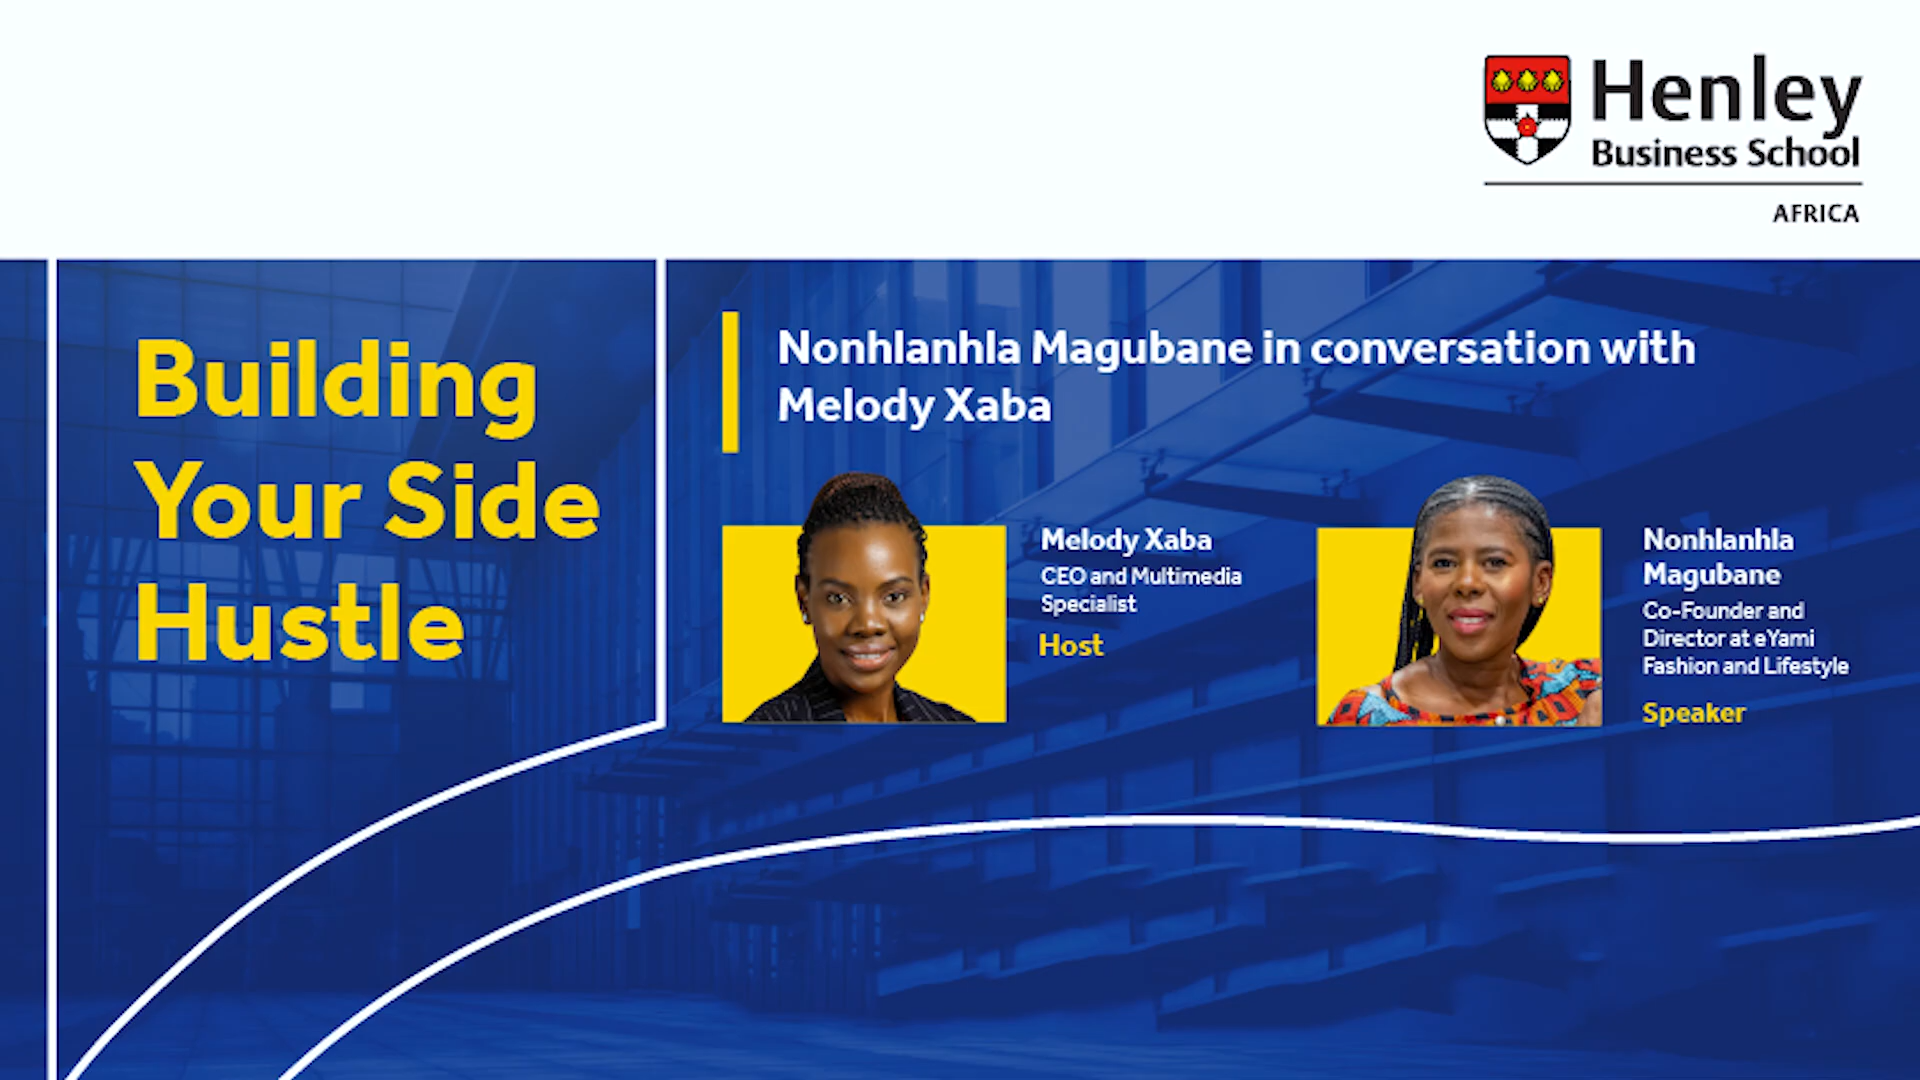 Henley
Business School
AFRICA
Building
Your Side
Hustle
Nonhlanhla Magubane in conversation with
Melody Xaba
Melody Xaba
CEO and Multimedia
Specialist
Host
Nonhlanhla
Magubane
Co-Founder and
Director at eYami
Fashion and Lifestyle
Speaker